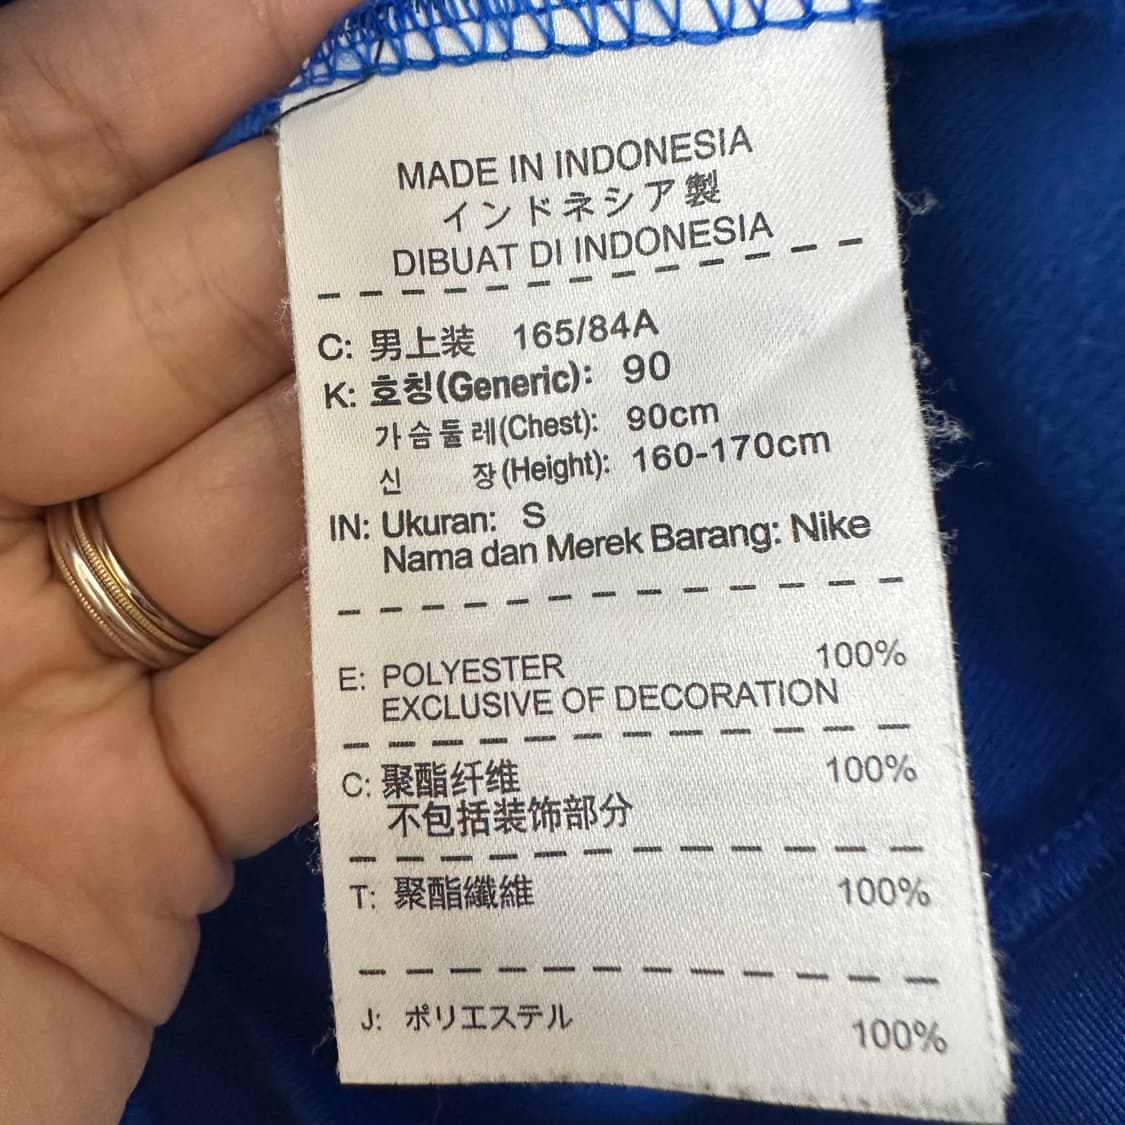 MADE IN INDONESIA
インドネシア製
DIBUAT DI INDONESIA
C: 男上装 165/84A
K: 호칭(Generic): 90
가슴둘레(Chest): 90cm
신 장(Height): 160-170cm
IN: Ukuran: S
Nama dan Merek Barang: Nike
E: POLYESTER 100%
EXCLUSIVE OF DECORATION
C: 聚酯纤维 100%
不包括装饰部分
T: 聚酯纖維 100%
J: ポリエステル 100%